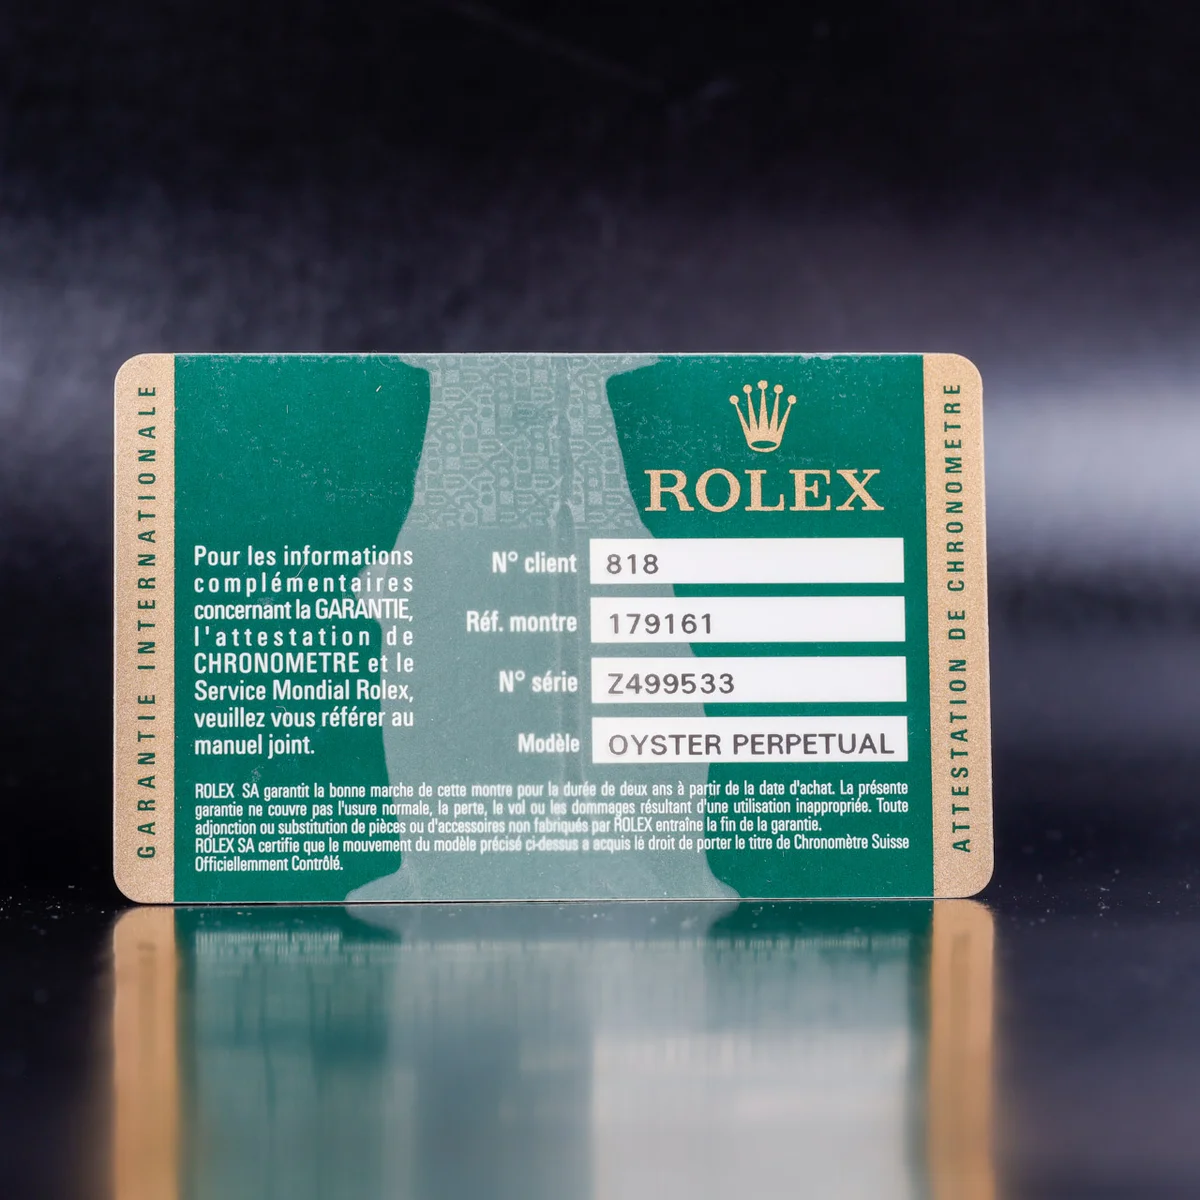 GARANTIE INTERNATIONALE
ROLEX
Pour les informations
complémentaires
concernant la GARANTIE,
l'attestation de
CHRONOMETRE et le
Service Mondial Rolex,
veuillez vous référer au
manuel joint.
N° client 818
Réf. montre 179161
N° série Z499533
Modèle OYSTER PERPETUAL
ROLEX SA garantit la bonne marche de cette montre pour la durée de deux ans à partir de la date d'achat. La présente
garantie ne couvre pas l'usure normale, la perte, le vol ou les dommages résultant d'une utilisation inappropriée. Toute
adjonction ou substitution de pièces ou d'accessoires non fabriqués par ROLEX entraîne la fin de la garantie.
ROLEX SA certifie que le mouvement du modèle précisé ci-dessus a acquis le droit de porter le titre de Chronomètre Suisse
Officiellemment Contrôlé.
ATTESTATION DE CHRONOMETRE